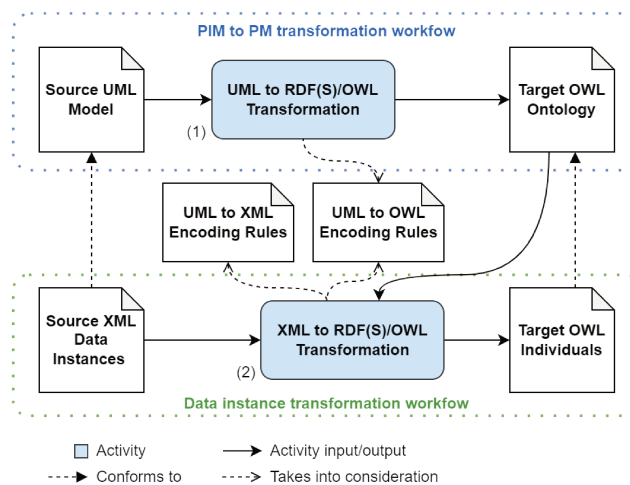 PIM to PM transformation workfow
Source UML
Model
UML to RDF(S)/OWL
Transformation
Target OWL
Ontology
(1)
UML to XML
Encoding Rules
UML to OWL
Encoding Rules
Source XML
Data
Instances
XML to RDF(S)/OWL
Transformation
Target OWL
Individuals
(2)
Data instance transformation workflow
Activity
Activity input/output
Conforms to
Takes into consideration